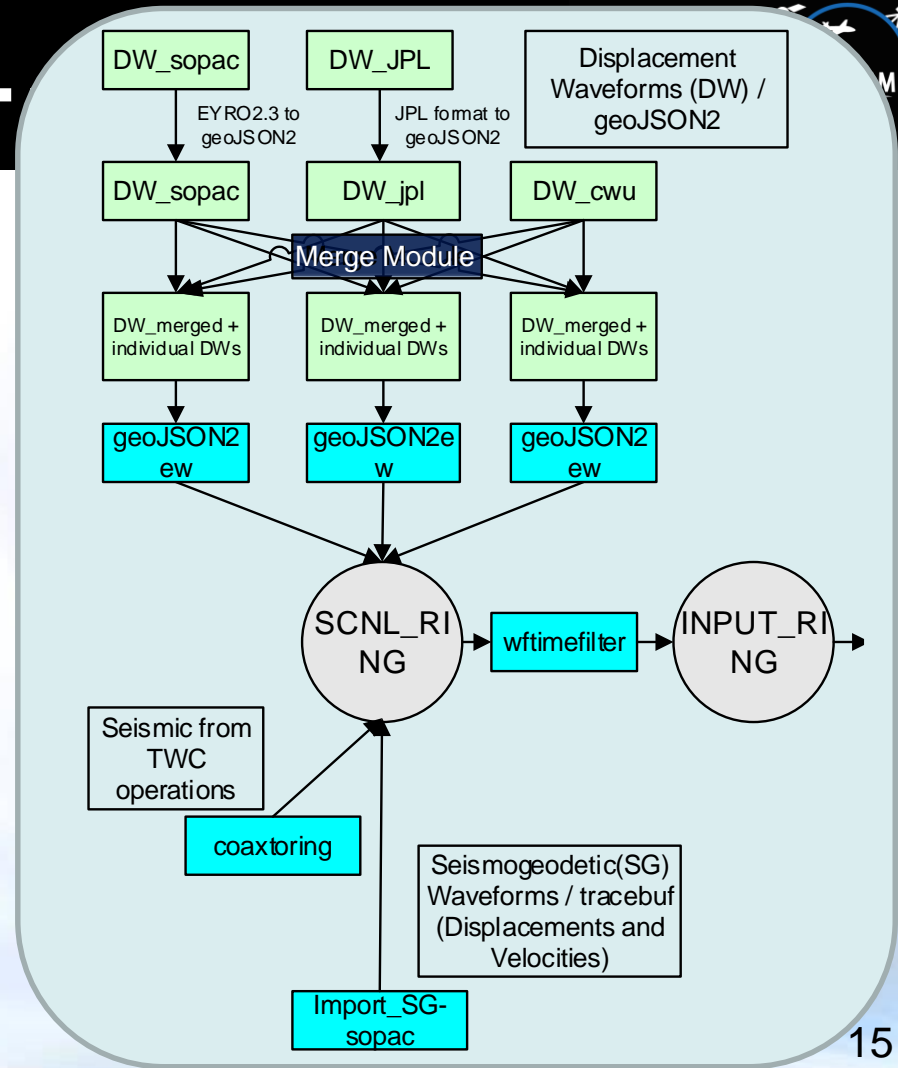 DW_sopac
DW_JPL
Displacement
Waveforms (DW) /
geoJSON2
M
EYRO2.3 to
geoJSON2
JPL format to
geoJSON2
DW_sopac
DW_jpl
DW_cwu
Merge Module
DW_merged +
individual DWs
DW_merged +
individual DWs
DW_merged +
individual DWs
geoJSON2
ew
geoJSON2e
w
geoJSON2
ew
SCNL_RI
NG
wftimefilter
INPUT_RI
NG
Seismic from
TWC
operations
coaxtoring
Seismogeodetic(SG)
Waveforms / tracebuf
(Displacements and
Velocities)
Import_SG-
sopac
15